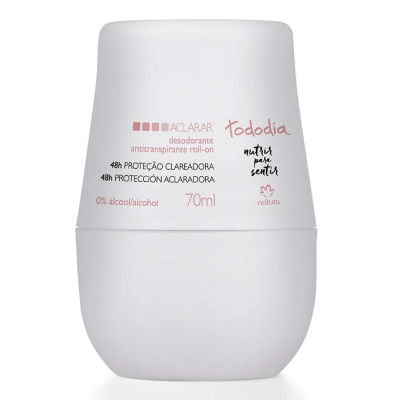 ACLARAR
desodorante
antitranspirante roll-on
48h PROTEÇÃO CLAREADORA
48h PROTECCIÓN ACLARADORA
0% álcool/alcohol
70ml
tododia
nutrir
para
sentir
natura